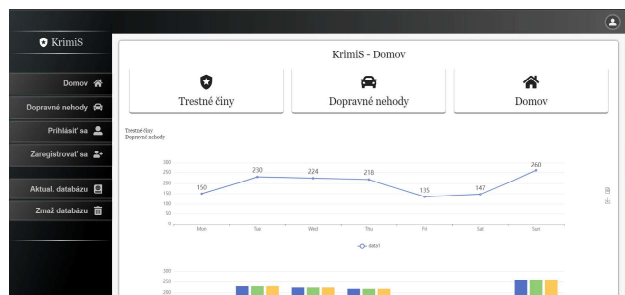 KrimiS
Domov
Dopravné nehody
Prihlásiť sa
Zaregistrovať sa
Aktual. databázu
Zmaž databázu
KrimiS - Domov
Trestné činy
Dopravné nehody
Domov
Trestné činy
Dopravné nehody
300
250
200
150
100
50
0
150
230
224
218
135
147
260
Mon
Tue
Wed
Thu
Fri
Sat
Sun
data1
300
250
200